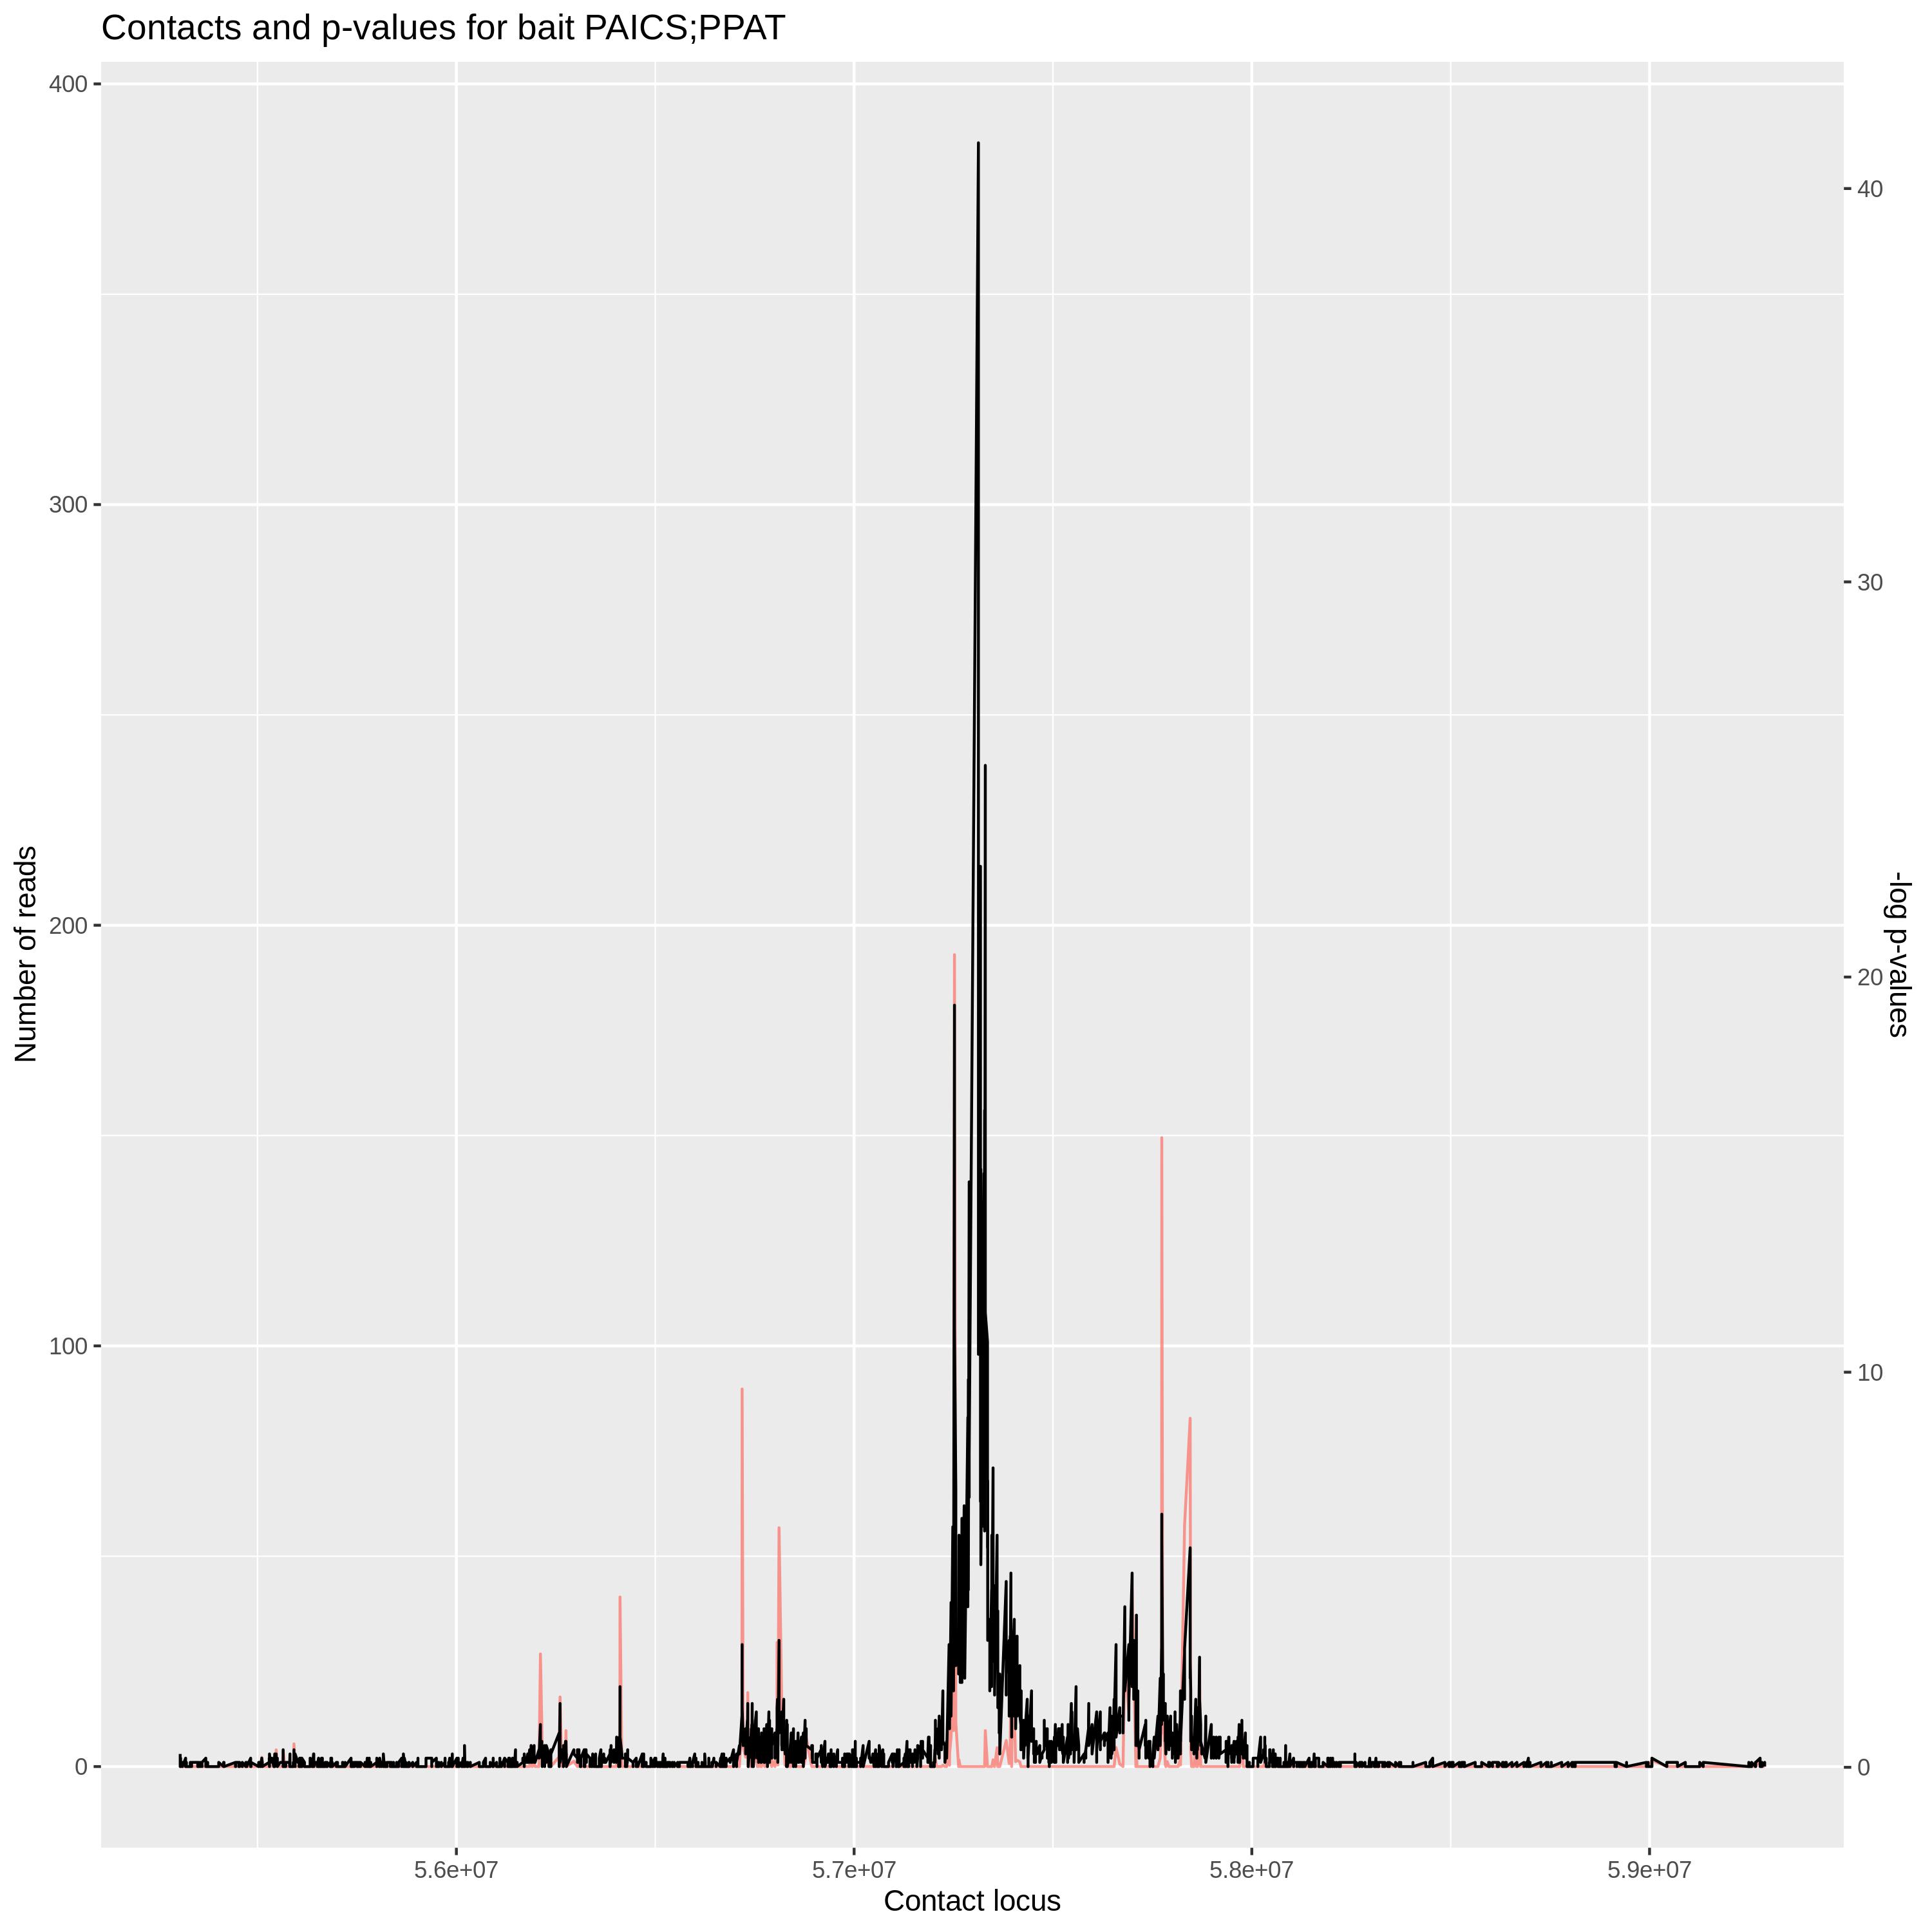 Contacts and p-values for bait PAICS;PPAT
400
300
200
100
0
Number of reads
40
30
20
10
0
-log p-values
5.6e+07
5.7e+07
5.8e+07
5.9e+07
Contact locus